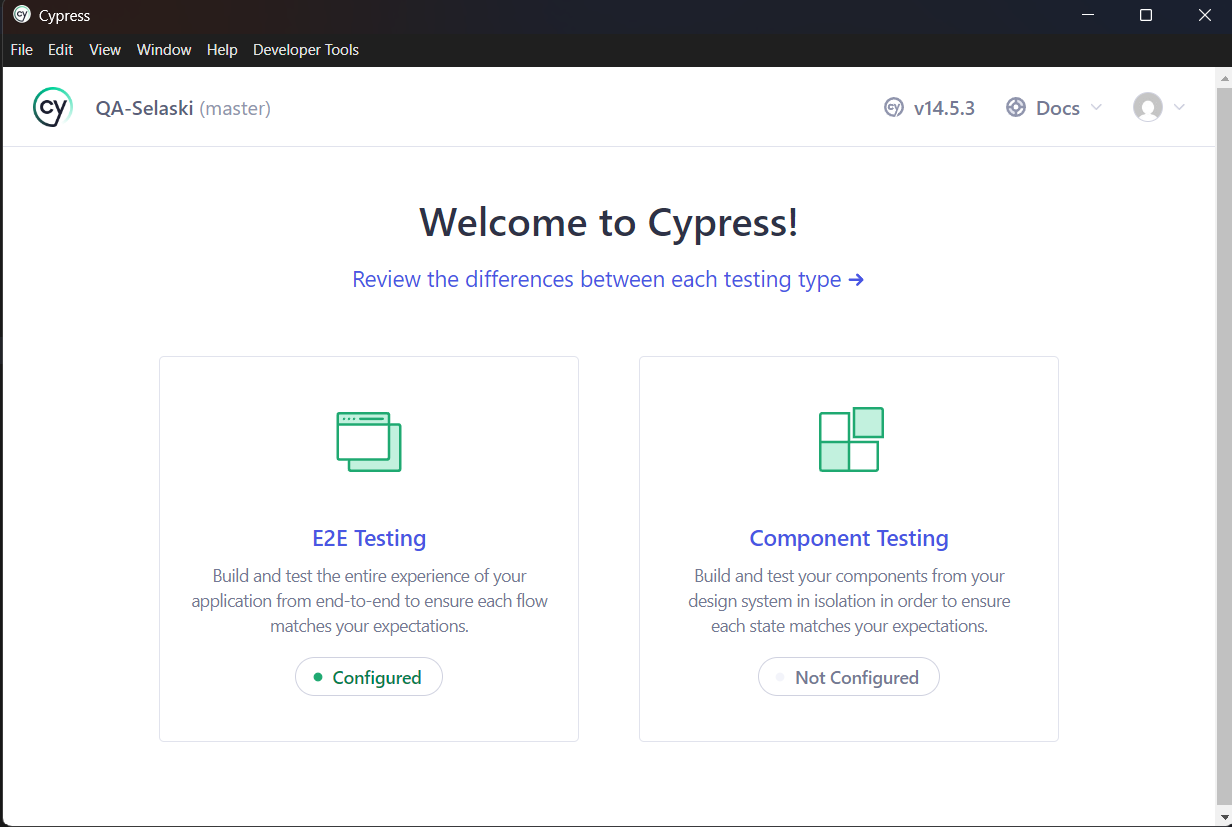 Cypress
File Edit View Window Help Developer Tools
cy QA-Selaski (master) v14.5.3 Docs
Welcome to Cypress!
Review the differences between each testing type →
E2E Testing
Build and test the entire experience of your
application from end-to-end to ensure each flow
matches your expectations.
Configured
Component Testing
Build and test your components from your
design system in isolation in order to ensure
each state matches your expectations.
Not Configured